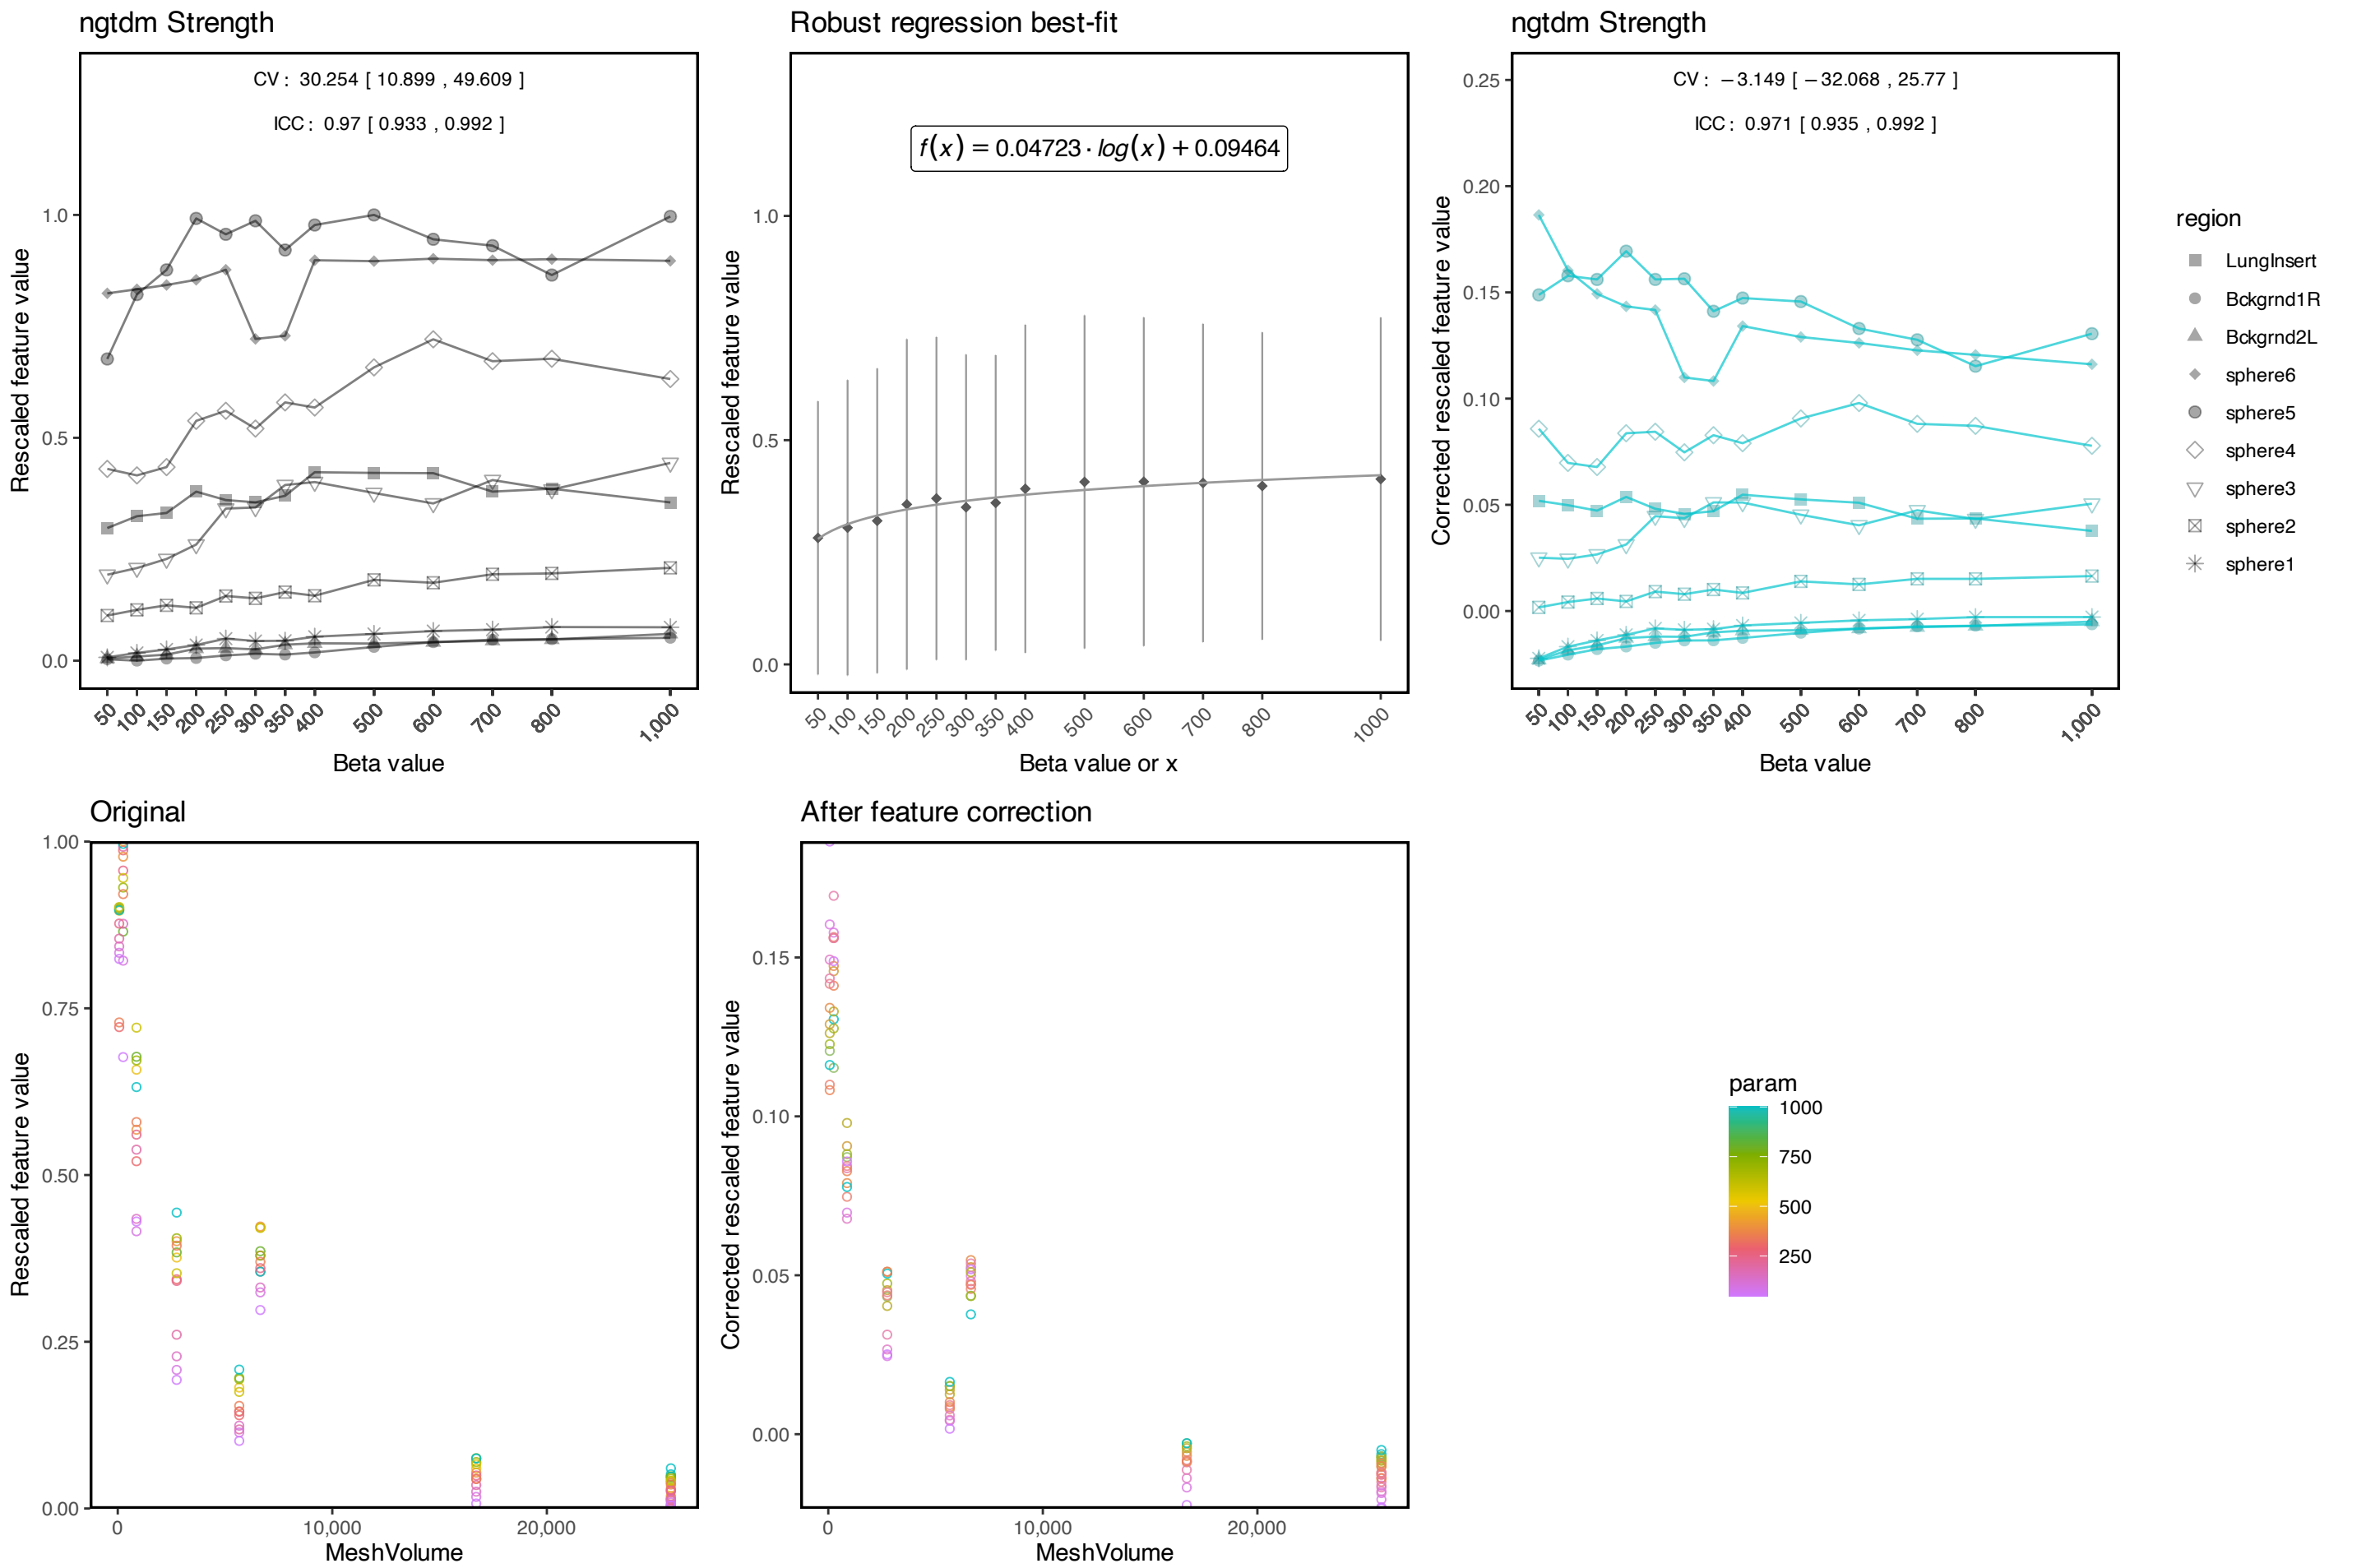 ngtdm Strength
CV : 30.254 [ 10.899 , 49.609 ]
ICC : 0.97 [ 0.933 , 0.992 ]
Rescaled feature value
1.0
0.5
0.0
50 100 150 200 250 300 350 400 500 600 700 800 1,000
Beta value
Robust regression best-fit
f(x) = 0.04723 · log(x) + 0.09464
Rescaled feature value
1.0
0.5
0.0
50 100 150 200 250 300 350 400 500 600 700 800 1000
Beta value or x
ngtdm Strength
CV : −3.149 [ −32.068 , 25.77 ]
ICC : 0.971 [ 0.935 , 0.992 ]
Corrected rescaled feature value
0.25
0.20
0.15
0.10
0.05
0.00
50 100 150 200 250 300 350 400 500 600 700 800 1,000
Beta value
region
LungInsert
Bckgrnd1R
Bckgrnd2L
sphere6
sphere5
sphere4
sphere3
sphere2
sphere1
Original
Rescaled feature value
1.00
0.75
0.50
0.25
0.00
0 10,000 20,000
MeshVolume
After feature correction
Corrected rescaled feature value
0.15
0.10
0.05
0.00
0 10,000 20,000
MeshVolume
param
1000
750
500
250